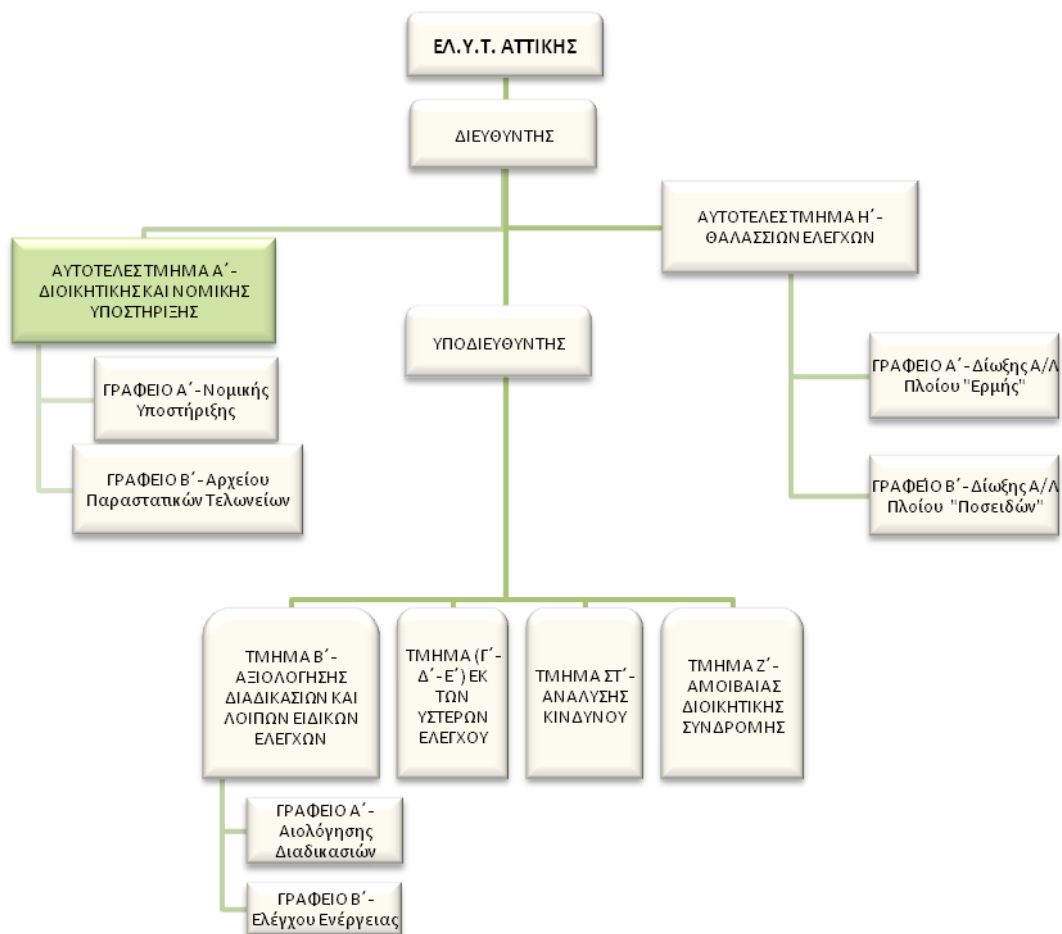 ΕΛ.Υ.Τ. ΑΤΤΙΚΗΣ
ΔΙΕΥΘΥΝΤΗΣ
ΑΥΤΟΤΕΛΕΣ ΤΜΗΜΑ Η΄-
ΘΑΛΑΣΣΙΩΝ ΕΛΕΓΧΩΝ
ΑΥΤΟΤΕΛΕΣ ΤΜΗΜΑ Α΄-
ΔΙΟΙΚΗΤΙΚΗΣ ΚΑΙ ΝΟΜΙΚΗΣ
ΥΠΟΣΤΗΡΙΞΗΣ
ΥΠΟΔΙΕΥΘΥΝΤΗΣ
ΓΡΑΦΕΙΟ Α΄- Νομικής
Υποστήριξης
ΓΡΑΦΕΙΟ Β΄- Αρχείου
Παραστατικών Τελωνείων
ΓΡΑΦΕΙΟ Α΄- Δίωξης Α/Λ
Πλοίου "Ερμής"
ΓΡΑΦΕΊΟ Β΄- Δίωξης Α/Λ
Πλοίου "Ποσειδών"
ΤΜΗΜΑ Β΄-
ΑΞΙΟΛΟΓΗΣΗΣ
ΔΙΑΔΙΚΑΣΙΩΝ ΚΑΙ
ΛΟΙΠΩΝ ΕΙΔΙΚΩΝ
ΕΛΕΓΧΩΝ
ΤΜΗΜΑ (Γ΄-
Δ΄- Ε΄) ΕΚ
ΤΩΝ
ΥΣΤΕΡΩΝ
ΕΛΕΓΧΟΥ
ΤΜΗΜΑ ΣΤ΄-
ΑΝΑΛΥΣΗΣ
ΚΙΝΔΥΝΟΥ
ΤΜΗΜΑ Ζ΄-
ΑΜΟΙΒΑΙΑΣ
ΔΙΟΙΚΗΤΙΚΗΣ
ΣΥΝΔΡΟΜΗΣ
ΓΡΑΦΕΙΟ Α΄-
Αιολόγησης
Διαδικασιών
ΓΡΑΦΕΙΟ Β΄-
Ελέγχου Ενέργειας